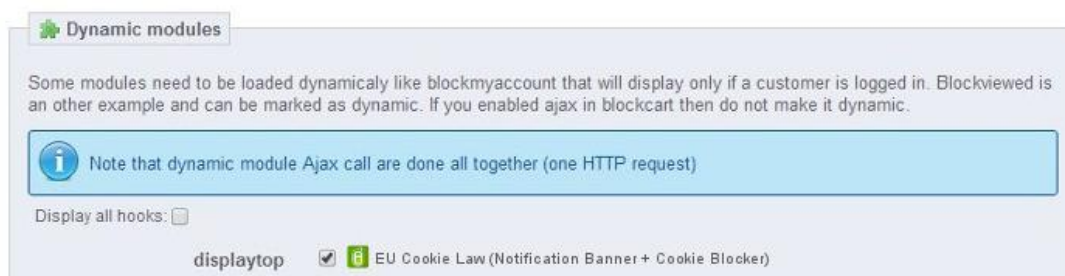 Dynamic modules
Some modules need to be loaded dynamicaly like blockmyaccount that will display only if a customer is logged in. Blockviewed is
an other example and can be marked as dynamic. If you enabled ajax in blockcart then do not make it dynamic.
Note that dynamic module Ajax call are done all together (one HTTP request)
Display all hooks:
displaytop EU Cookie Law (Notification Banner + Cookie Blocker)